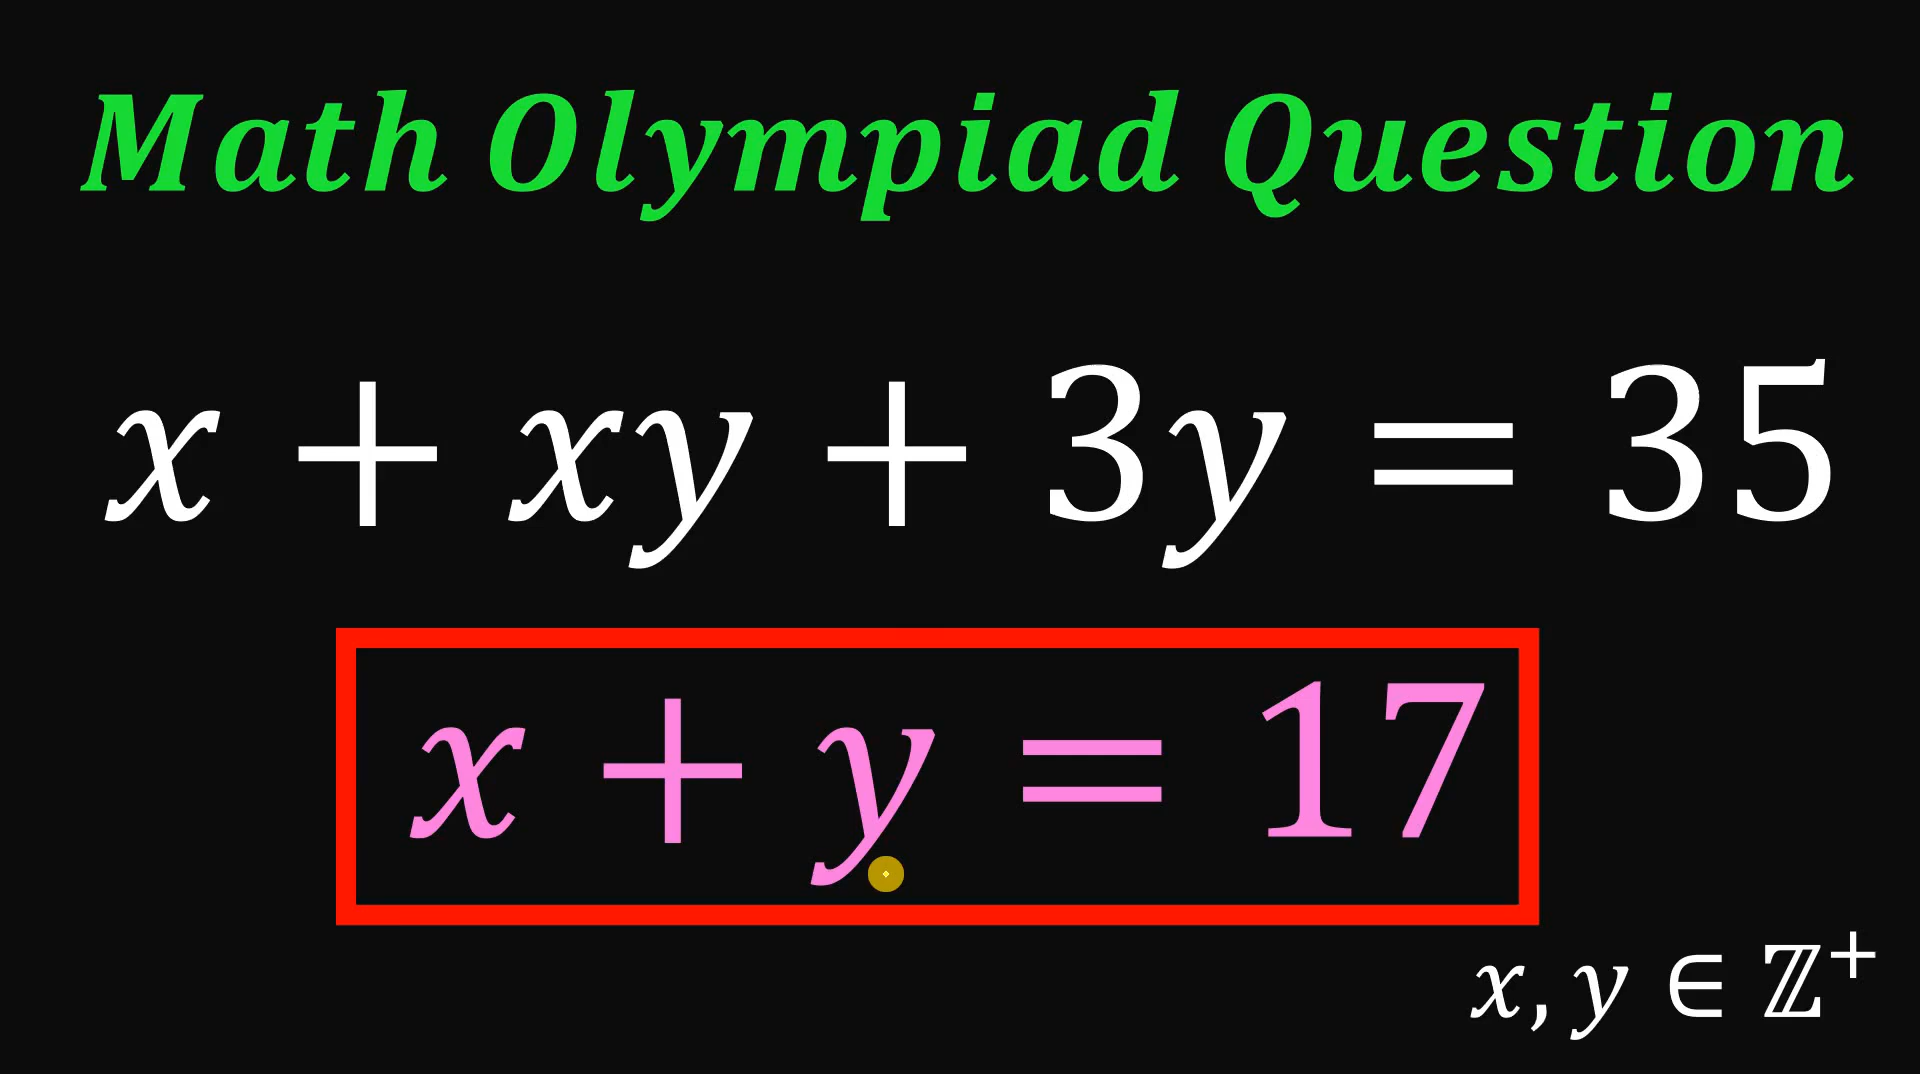 Math Olympiad Question
x + xy + 3y = 35
x + y = 17
x, y ∈ ℤ⁺